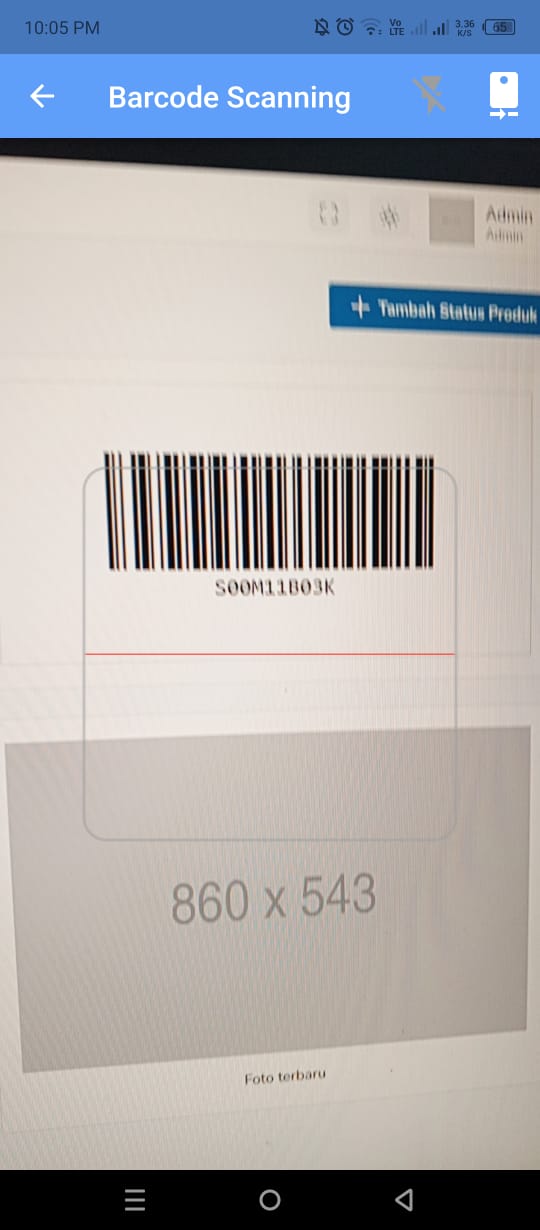 10:05 PM
Vo
LTE
3,36
K/S
65
Barcode Scanning
Admin
Admin
Tambah Status Produk
S00M11B03K
860 x 543
Foto terbaru